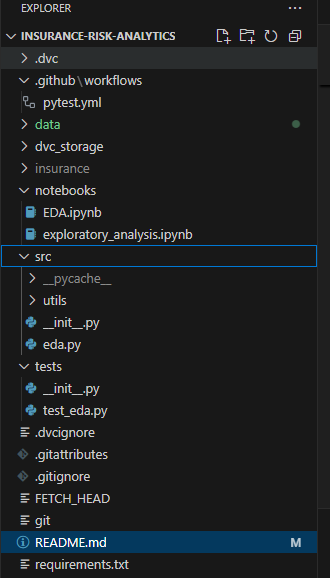 EXPLORER
INSURANCE-RISK-ANALYTICS
.dvc
.github\workflows
pytest.yml
data
dvc_storage
insurance
notebooks
EDA.ipynb
exploratory_analysis.ipynb
src
__pycache__
utils
__init__.py
eda.py
tests
__init__.py
test_eda.py
.dvcignore
.gitattributes
.gitignore
FETCH_HEAD
git
README.md M
requirements.txt